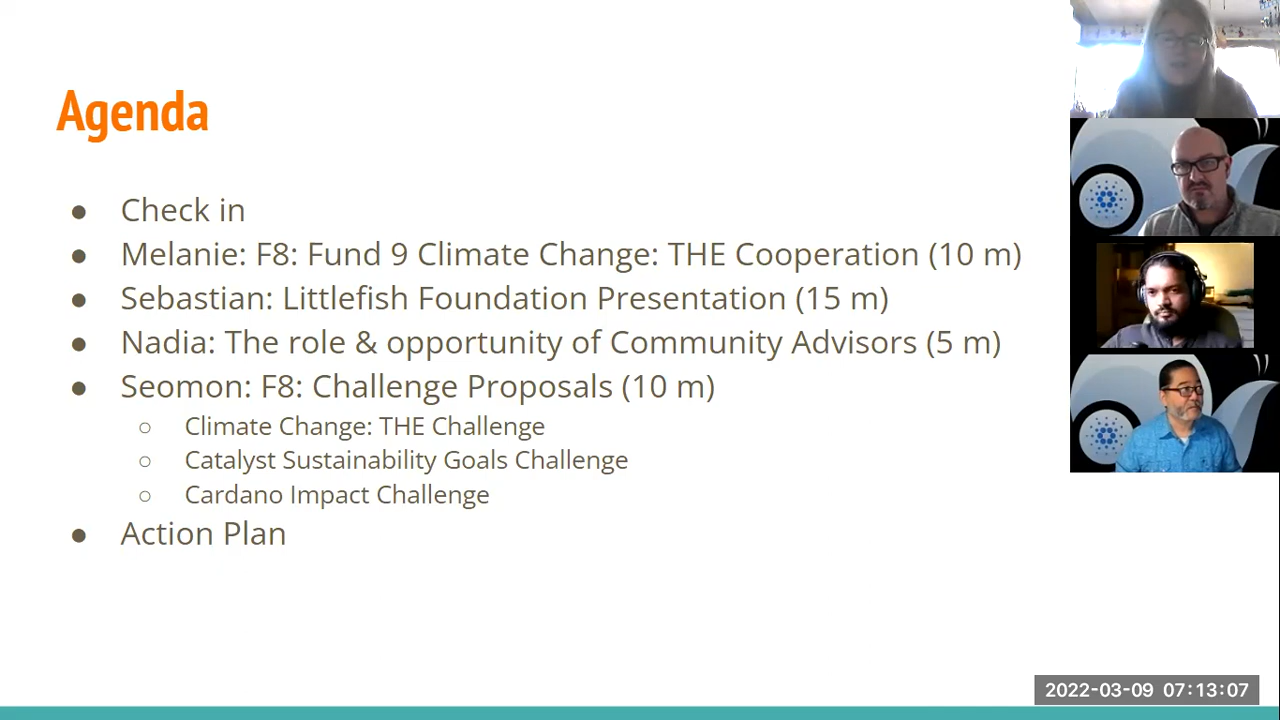 Agenda
● Check in
● Melanie: F8: Fund 9 Climate Change: THE Cooperation (10 m)
● Sebastian: Littlefish Foundation Presentation (15 m)
● Nadia: The role & opportunity of Community Advisors (5 m)
● Seomon: F8: Challenge Proposals (10 m)
○ Climate Change: THE Challenge
○ Catalyst Sustainability Goals Challenge
○ Cardano Impact Challenge
● Action Plan
2022-03-09 07:13:07